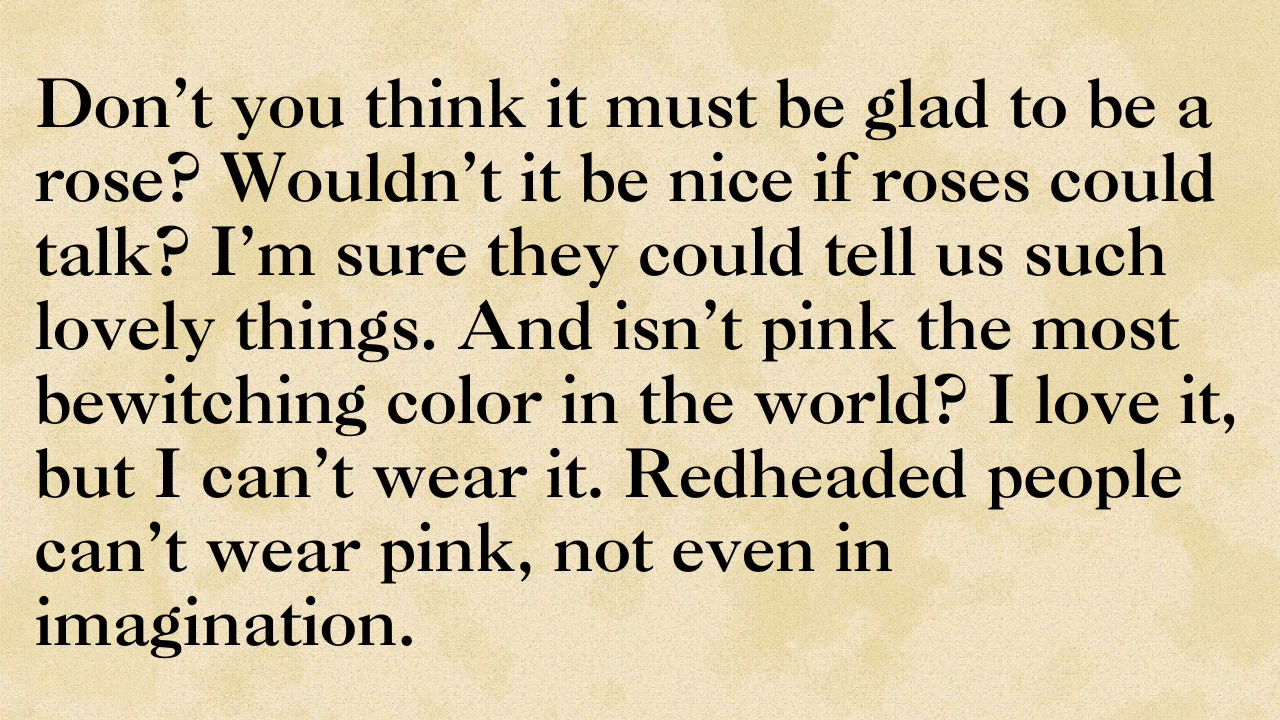 Don’t you think it must be glad to be a
rose? Wouldn’t it be nice if roses could
talk? I’m sure they could tell us such
lovely things. And isn’t pink the most
bewitching color in the world? I love it,
but I can’t wear it. Redheaded people
can’t wear pink, not even in
imagination.